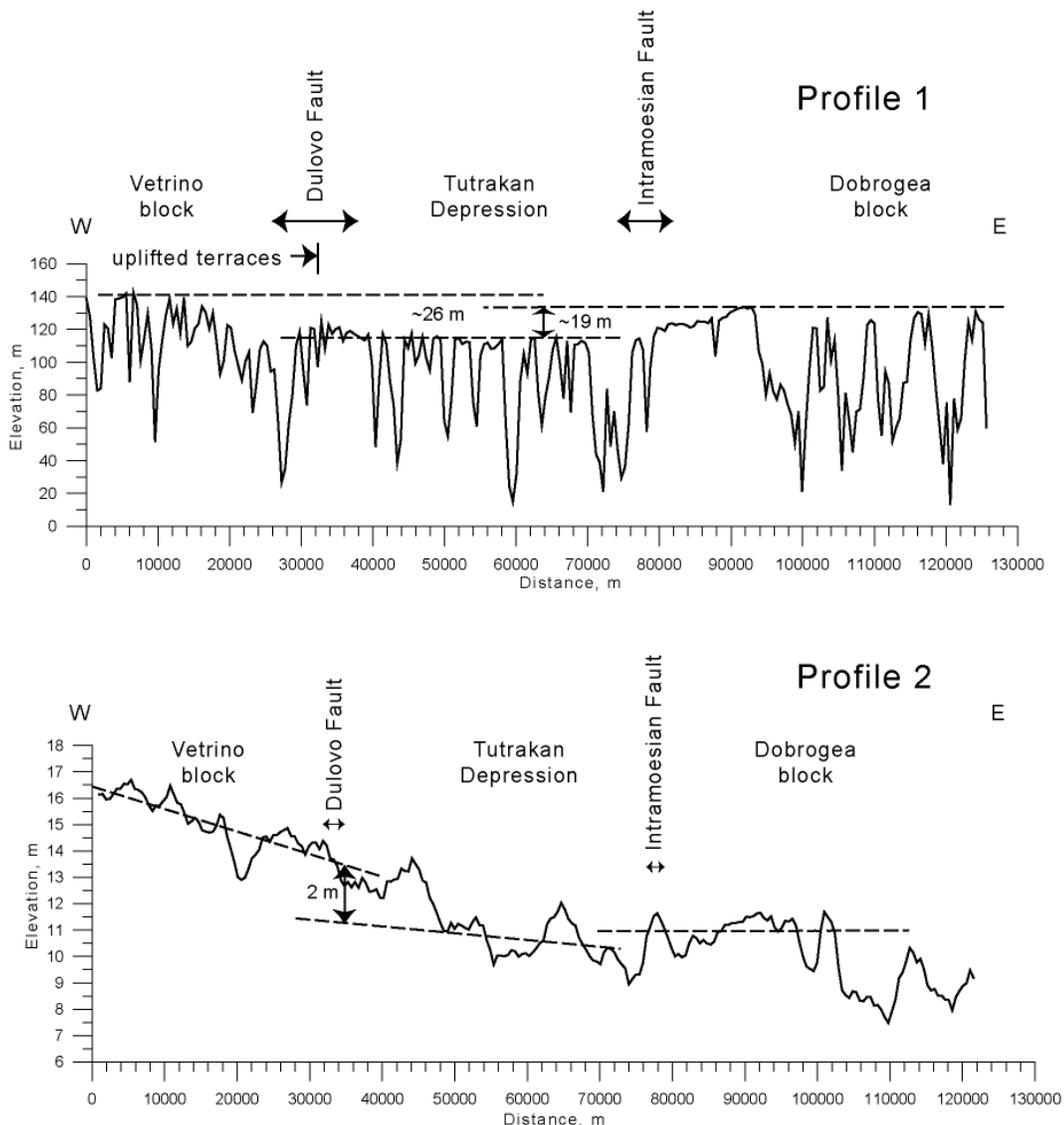 Profile 1
Dulovo Fault
Intramoesian Fault
Vetrino
block
Tutrakan
Depression
Dobrogea
block
W
E
uplifted terraces
160
140
120
100
80
60
40
20
0
Elevation, m
~26 m
~19 m
0 10000 20000 30000 40000 50000 60000 70000 80000 90000 100000 110000 120000 130000
Distance, m
Profile 2
W
E
Dulovo Fault
Intramoesian Fault
Vetrino
block
Tutrakan
Depression
Dobrogea
block
18
17
16
15
14
13
12
11
10
9
8
7
6
Elevation, m
2 m
0 10000 20000 30000 40000 50000 60000 70000 80000 90000 100000 110000 120000 130000
Distance, m